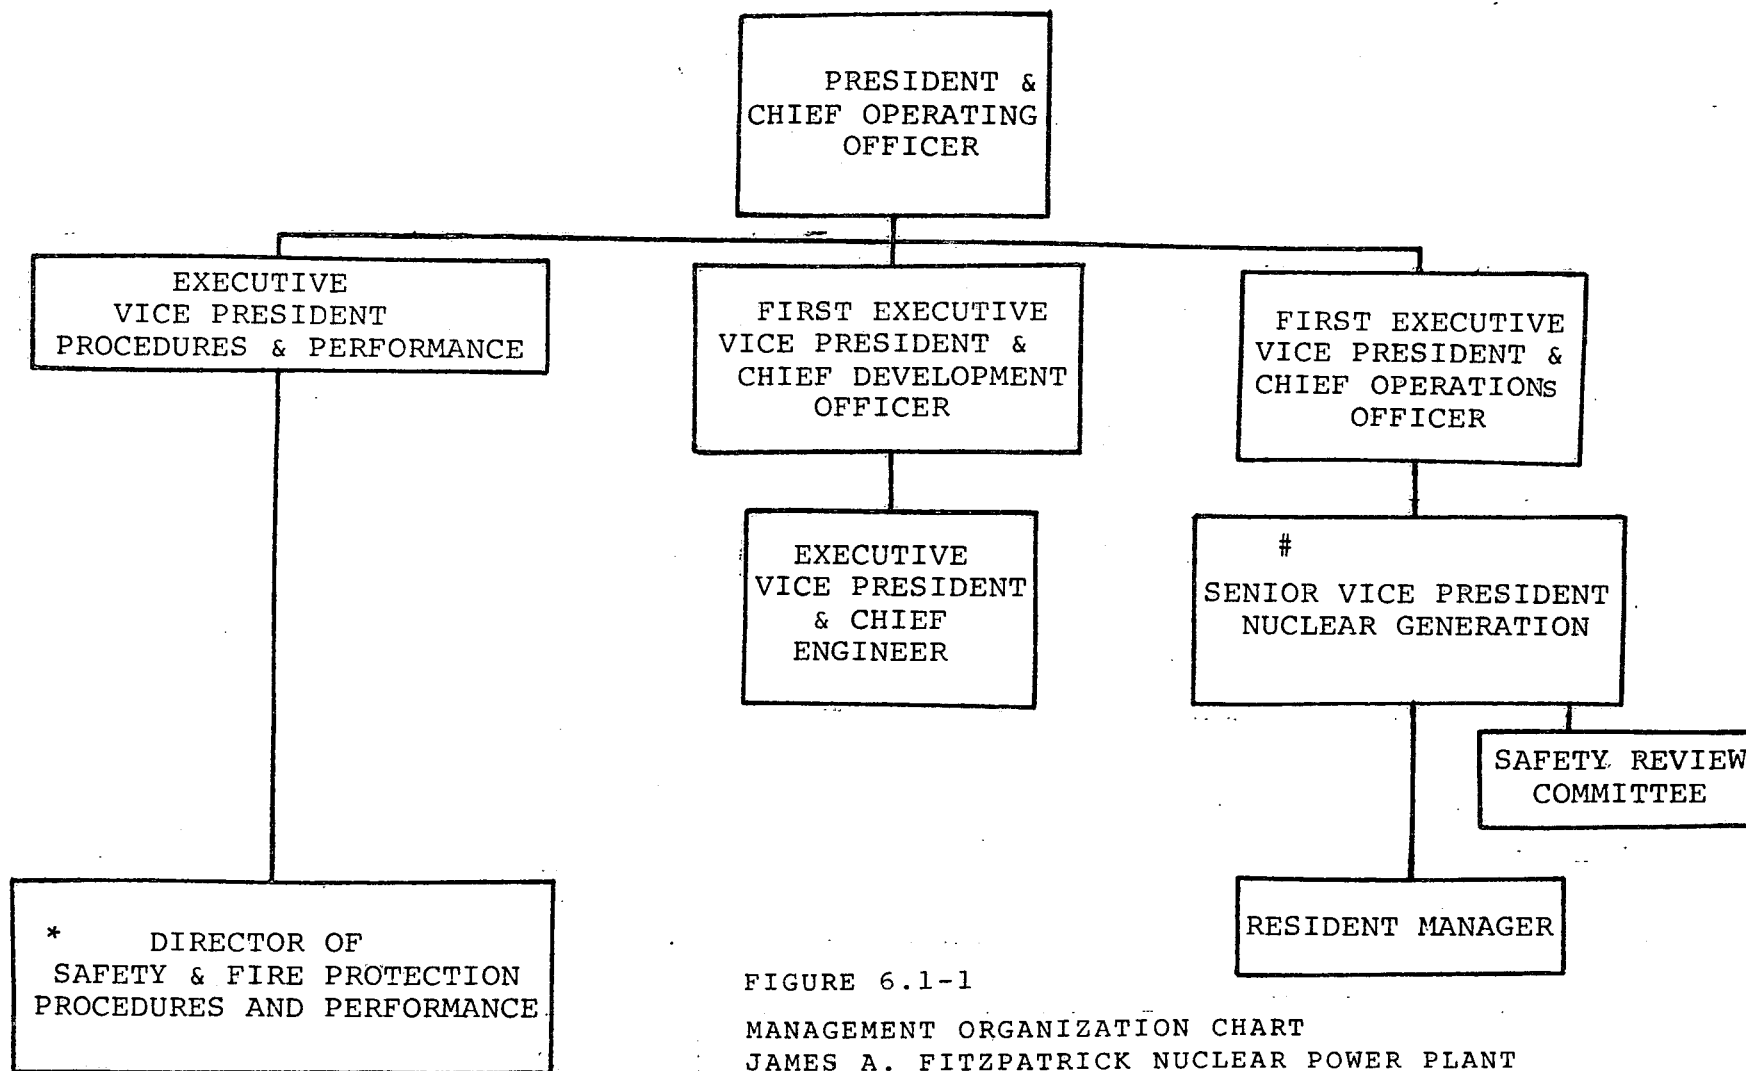 PRESIDENT &
CHIEF OPERATING
OFFICER
EXECUTIVE
VICE PRESIDENT
PROCEDURES & PERFORMANCE
FIRST EXECUTIVE
VICE PRESIDENT &
CHIEF DEVELOPMENT
OFFICER
FIRST EXECUTIVE
VICE PRESIDENT &
CHIEF OPERATIONs
OFFICER
EXECUTIVE
VICE PRESIDENT
& CHIEF
ENGINEER
#
SENIOR VICE PRESIDENT
NUCLEAR GENERATION
SAFETY REVIEW
COMMITTEE
RESIDENT MANAGER
* DIRECTOR OF
SAFETY & FIRE PROTECTION
PROCEDURES AND PERFORMANCE
FIGURE 6.1-1
MANAGEMENT ORGANIZATION CHART
JAMES A. FITZPATRICK NUCLEAR POWER PLANT